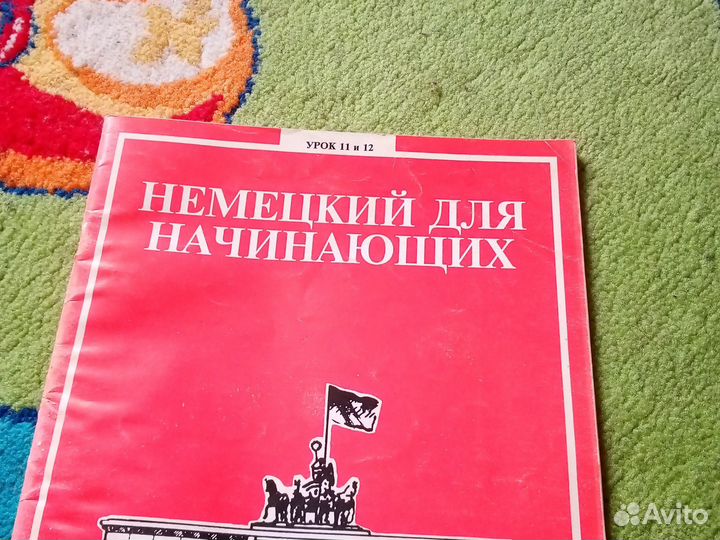 УРОК 11 и 12
НЕМЕЦКИЙ ДЛЯ
НАЧИНАЮЩИХ
Avito